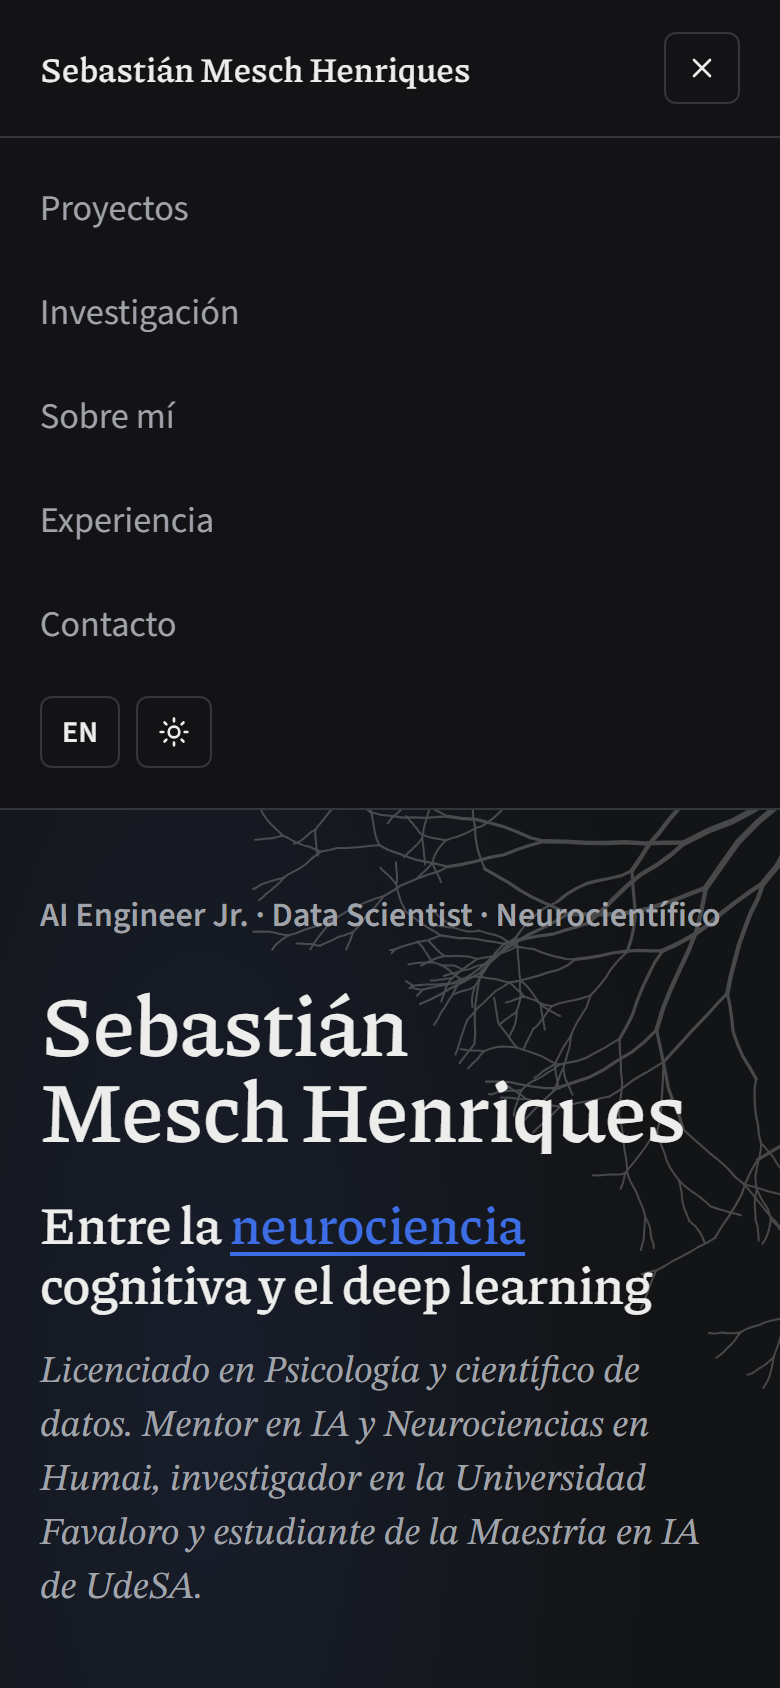 Sebastián Mesch Henriques
Proyectos
Investigación
Sobre mí
Experiencia
Contacto
EN
AI Engineer Jr. · Data Scientist · Neurocientífico
Sebastián
Mesch Henriques
Entre la neurociencia
cognitiva y el deep learning
Licenciado en Psicología y científico de
datos. Mentor en IA y Neurociencias en
Humai, investigador en la Universidad
Favaloro y estudiante de la Maestría en IA
de UdeSA.